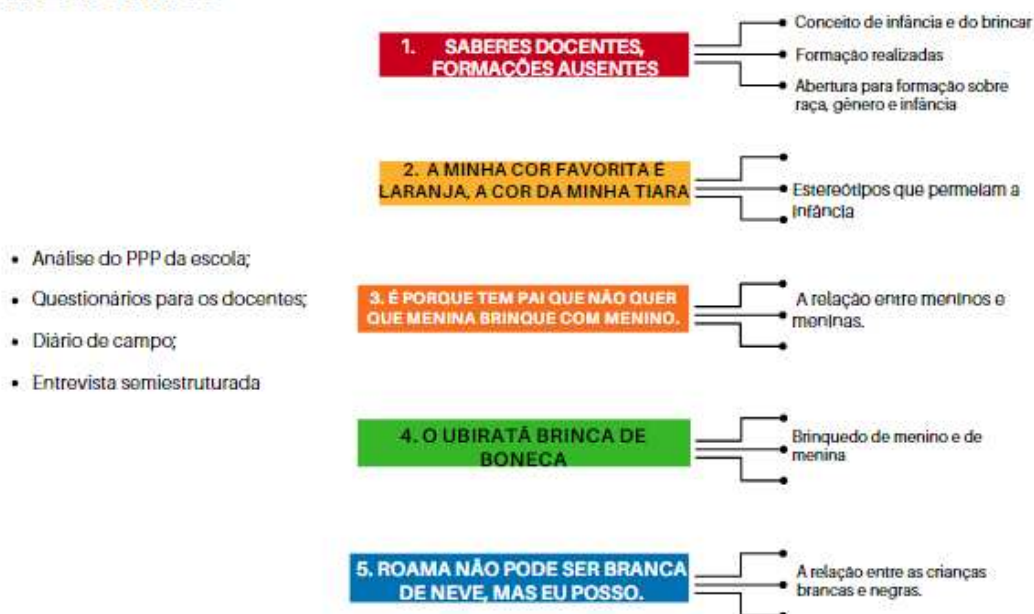 • Análise do PPP da escola;
• Questionários para os docentes;
• Diário de campo;
• Entrevista semiestruturada
1. SABERES DOCENTES,
FORMAÇÕES AUSENTES
Conceito de infância e do brincar
Formação realizadas
Abertura para formação sobre
raça, gênero e infância
2. A MINHA COR FAVORITA É
LARANJA, A COR DA MINHA TIARA
Estereótipos que permeiam a
infância
3. É PORQUE TEM PAI QUE NÃO QUER
QUE MENINA BRINQUE COM MENINO.
A relação entre meninos e
meninas.
4. O UBIRATÃ BRINCA DE
BONECA
Brinquedo de menino e de
menina
5. ROAMA NÃO PODE SER BRANCA
DE NEVE, MAS EU POSSO.
A relação entre as crianças
brancas e negras.